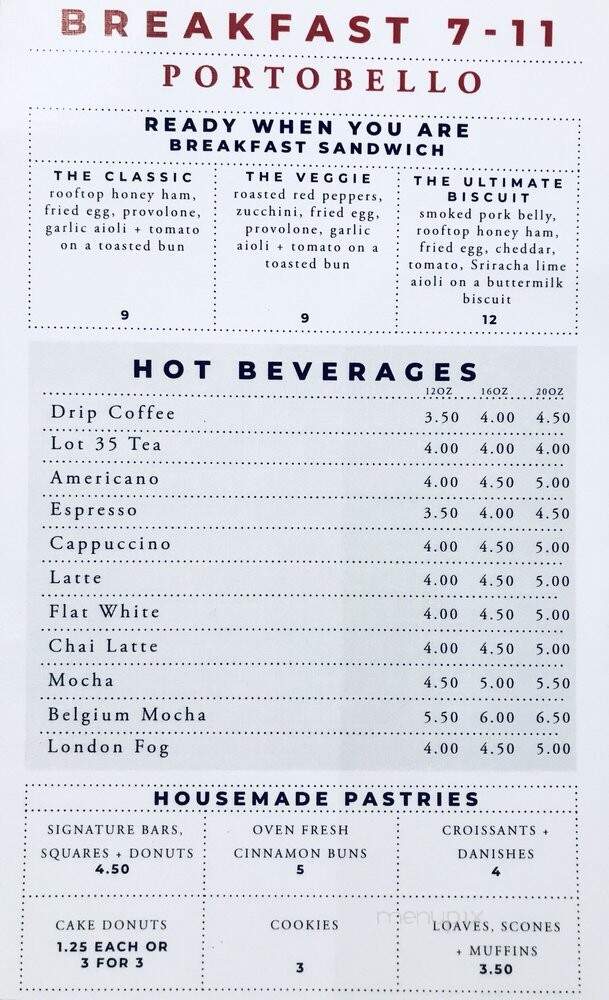 BREAKFAST 7-11
PORTOBELLO
READY WHEN YOU ARE
BREAKFAST SANDWICH
THE CLASSIC
rooftop honey ham,
fried egg, provolone,
garlic aioli + tomato
on a toasted bun
9
THE VEGGIE
roasted red peppers,
zucchini, fried egg,
provolone, garlic
aioli + tomato on a
toasted bun
9
THE ULTIMATE
BISCUIT
smoked pork belly,
rooftop honey ham,
fried egg, cheddar,
tomato, Sriracha lime
aioli on a buttermilk
biscuit
12
HOT BEVERAGES
12OZ 16OZ 20OZ
Drip Coffee 3.50 4.00 4.50
Lot 35 Tea 4.00 4.00 4.00
Americano 4.00 4.50 5.00
Espresso 3.50 4.00 4.50
Cappuccino 4.00 4.50 5.00
Latte 4.00 4.50 5.00
Flat White 4.00 4.50 5.00
Chai Latte 4.00 4.50 5.00
Mocha 4.50 5.00 5.50
Belgium Mocha 5.50 6.00 6.50
London Fog 4.00 4.50 5.00
HOUSEMADE PASTRIES
SIGNATURE BARS,
SQUARES + DONUTS
4.50
OVEN FRESH
CINNAMON BUNS
5
CROISSANTS +
DANISHES
4
CAKE DONUTS
1.25 EACH OR
3 FOR 3
COOKIES
3
LOAVES, SCONES
+ MUFFINS
3.50
menupix